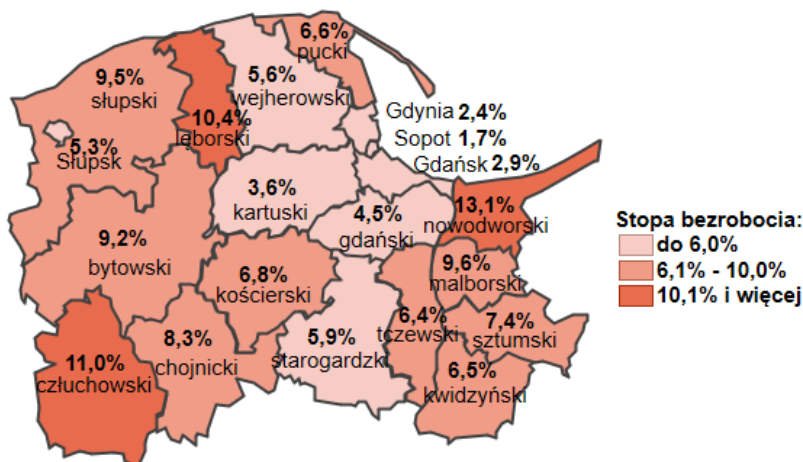 6,6%
pucki
9,5%
słupski
5,6%
wejherowski
10,4%
lęborski
Gdynia 2,4%
Sopot 1,7%
Gdańsk 2,9%
5,3%
Słupsk
3,6%
kartuski
4,5%
gdański
13,1%
nowodworski
Stopa bezrobocia:
do 6,0%
6,1% - 10,0%
10,1% i więcej
9,2%
bytowski
6,8%
kościerski
9,6%
malborski
6,4%
tczewski
7,4%
sztumski
8,3%
chojnicki
5,9%
starogardzki
11,0%
człuchowski
6,5%
kwidzyński